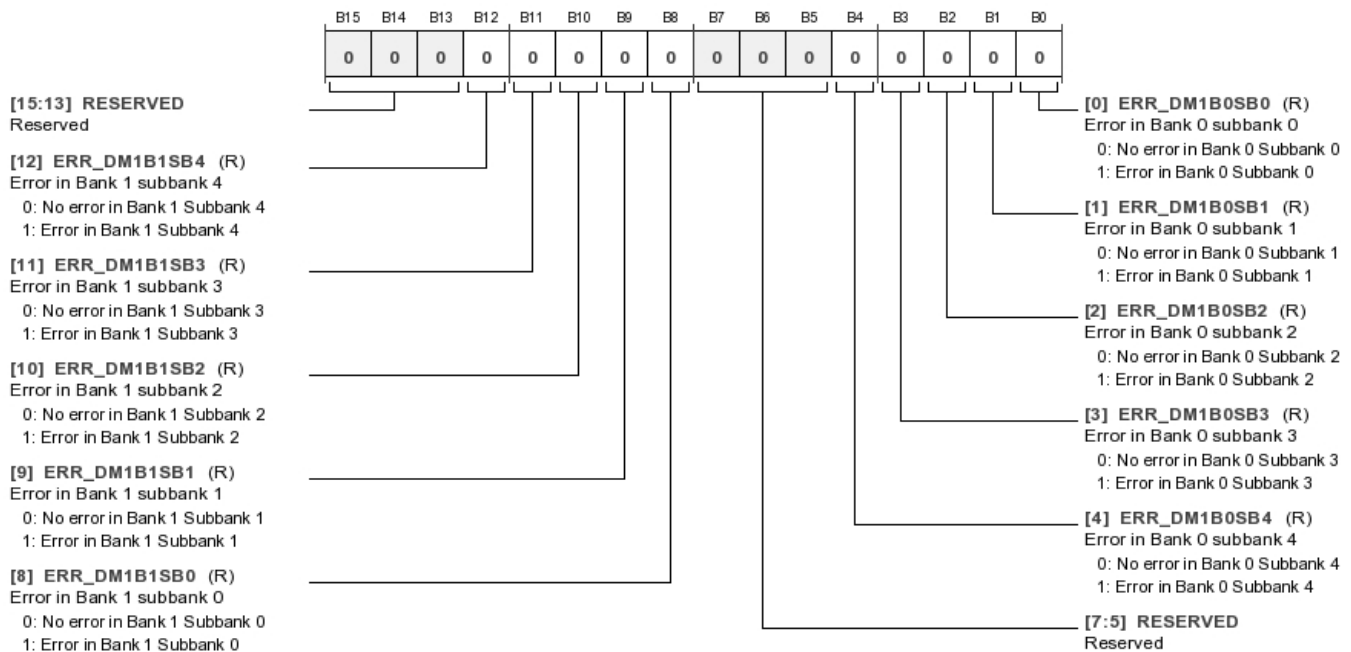 B15 B14 B13 B12 B11 B10 B9 B8 B7 B6 B5 B4 B3 B2 B1 B0
0 0 0 0 0 0 0 0 0 0 0 0 0 0 0 0
[15:13] RESERVED
Reserved
[12] ERR_DM1B1SB4 (R)
Error in Bank 1 subbank 4
0: No error in Bank 1 Subbank 4
1: Error in Bank 1 Subbank 4
[11] ERR_DM1B1SB3 (R)
Error in Bank 1 subbank 3
0: No error in Bank 1 Subbank 3
1: Error in Bank 1 Subbank 3
[10] ERR_DM1B1SB2 (R)
Error in Bank 1 subbank 2
0: No error in Bank 1 Subbank 2
1: Error in Bank 1 Subbank 2
[9] ERR_DM1B1SB1 (R)
Error in Bank 1 subbank 1
0: No error in Bank 1 Subbank 1
1: Error in Bank 1 Subbank 1
[8] ERR_DM1B1SB0 (R)
Error in Bank 1 subbank 0
0: No error in Bank 1 Subbank 0
1: Error in Bank 1 Subbank 0
[0] ERR_DM1B0SB0 (R)
Error in Bank 0 subbank 0
0: No error in Bank 0 Subbank 0
1: Error in Bank 0 Subbank 0
[1] ERR_DM1B0SB1 (R)
Error in Bank 0 subbank 1
0: No error in Bank 0 Subbank 1
1: Error in Bank 0 Subbank 1
[2] ERR_DM1B0SB2 (R)
Error in Bank 0 subbank 2
0: No error in Bank 0 Subbank 2
1: Error in Bank 0 Subbank 2
[3] ERR_DM1B0SB3 (R)
Error in Bank 0 subbank 3
0: No error in Bank 0 Subbank 3
1: Error in Bank 0 Subbank 3
[4] ERR_DM1B0SB4 (R)
Error in Bank 0 subbank 4
0: No error in Bank 0 Subbank 4
1: Error in Bank 0 Subbank 4
[7:5] RESERVED
Reserved